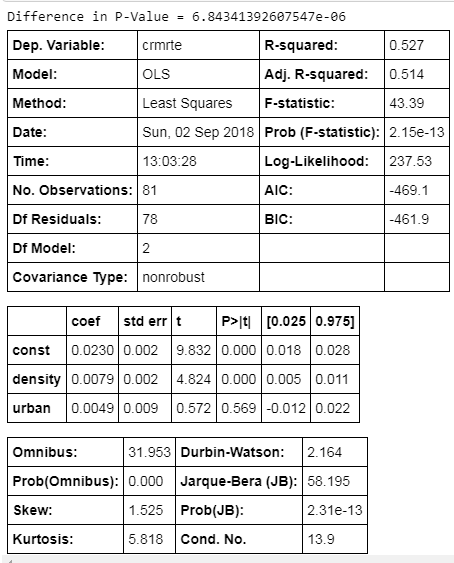 Difference in P-Value = 6.84341392607547e-06
Dep. Variable: crmrte R-squared: 0.527
Model: OLS Adj. R-squared: 0.514
Method: Least Squares F-statistic: 43.39
Date: Sun, 02 Sep 2018 Prob (F-statistic): 2.15e-13
Time: 13:03:28 Log-Likelihood: 237.53
No. Observations: 81 AIC: -469.1
Df Residuals: 78 BIC: -461.9
Df Model: 2
Covariance Type: nonrobust
coef std err t P>|t| [0.025 0.975]
const 0.0230 0.002 9.832 0.000 0.018 0.028
density 0.0079 0.002 4.824 0.000 0.005 0.011
urban 0.0049 0.009 0.572 0.569 -0.012 0.022
Omnibus: 31.953 Durbin-Watson: 2.164
Prob(Omnibus): 0.000 Jarque-Bera (JB): 58.195
Skew: 1.525 Prob(JB): 2.31e-13
Kurtosis: 5.818 Cond. No. 13.9